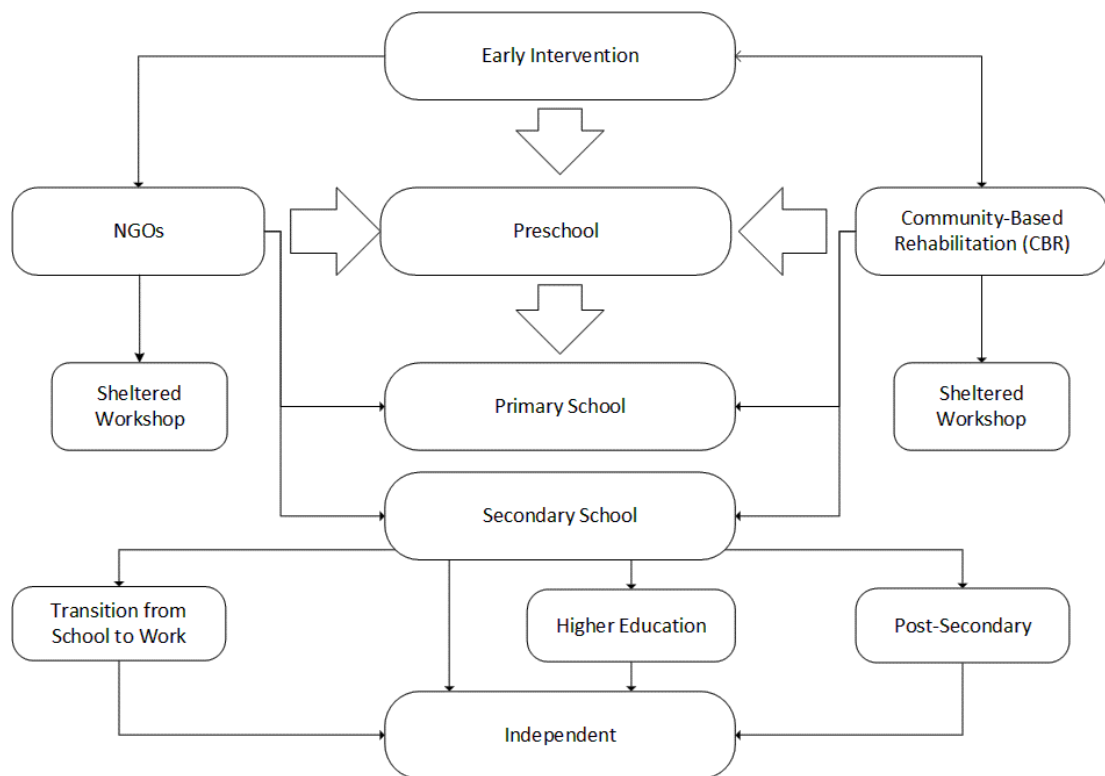 Early Intervention
NGOs
Preschool
Community-Based
Rehabilitation (CBR)
Sheltered
Workshop
Primary School
Sheltered
Workshop
Secondary School
Transition from
School to Work
Higher Education
Post-Secondary
Independent